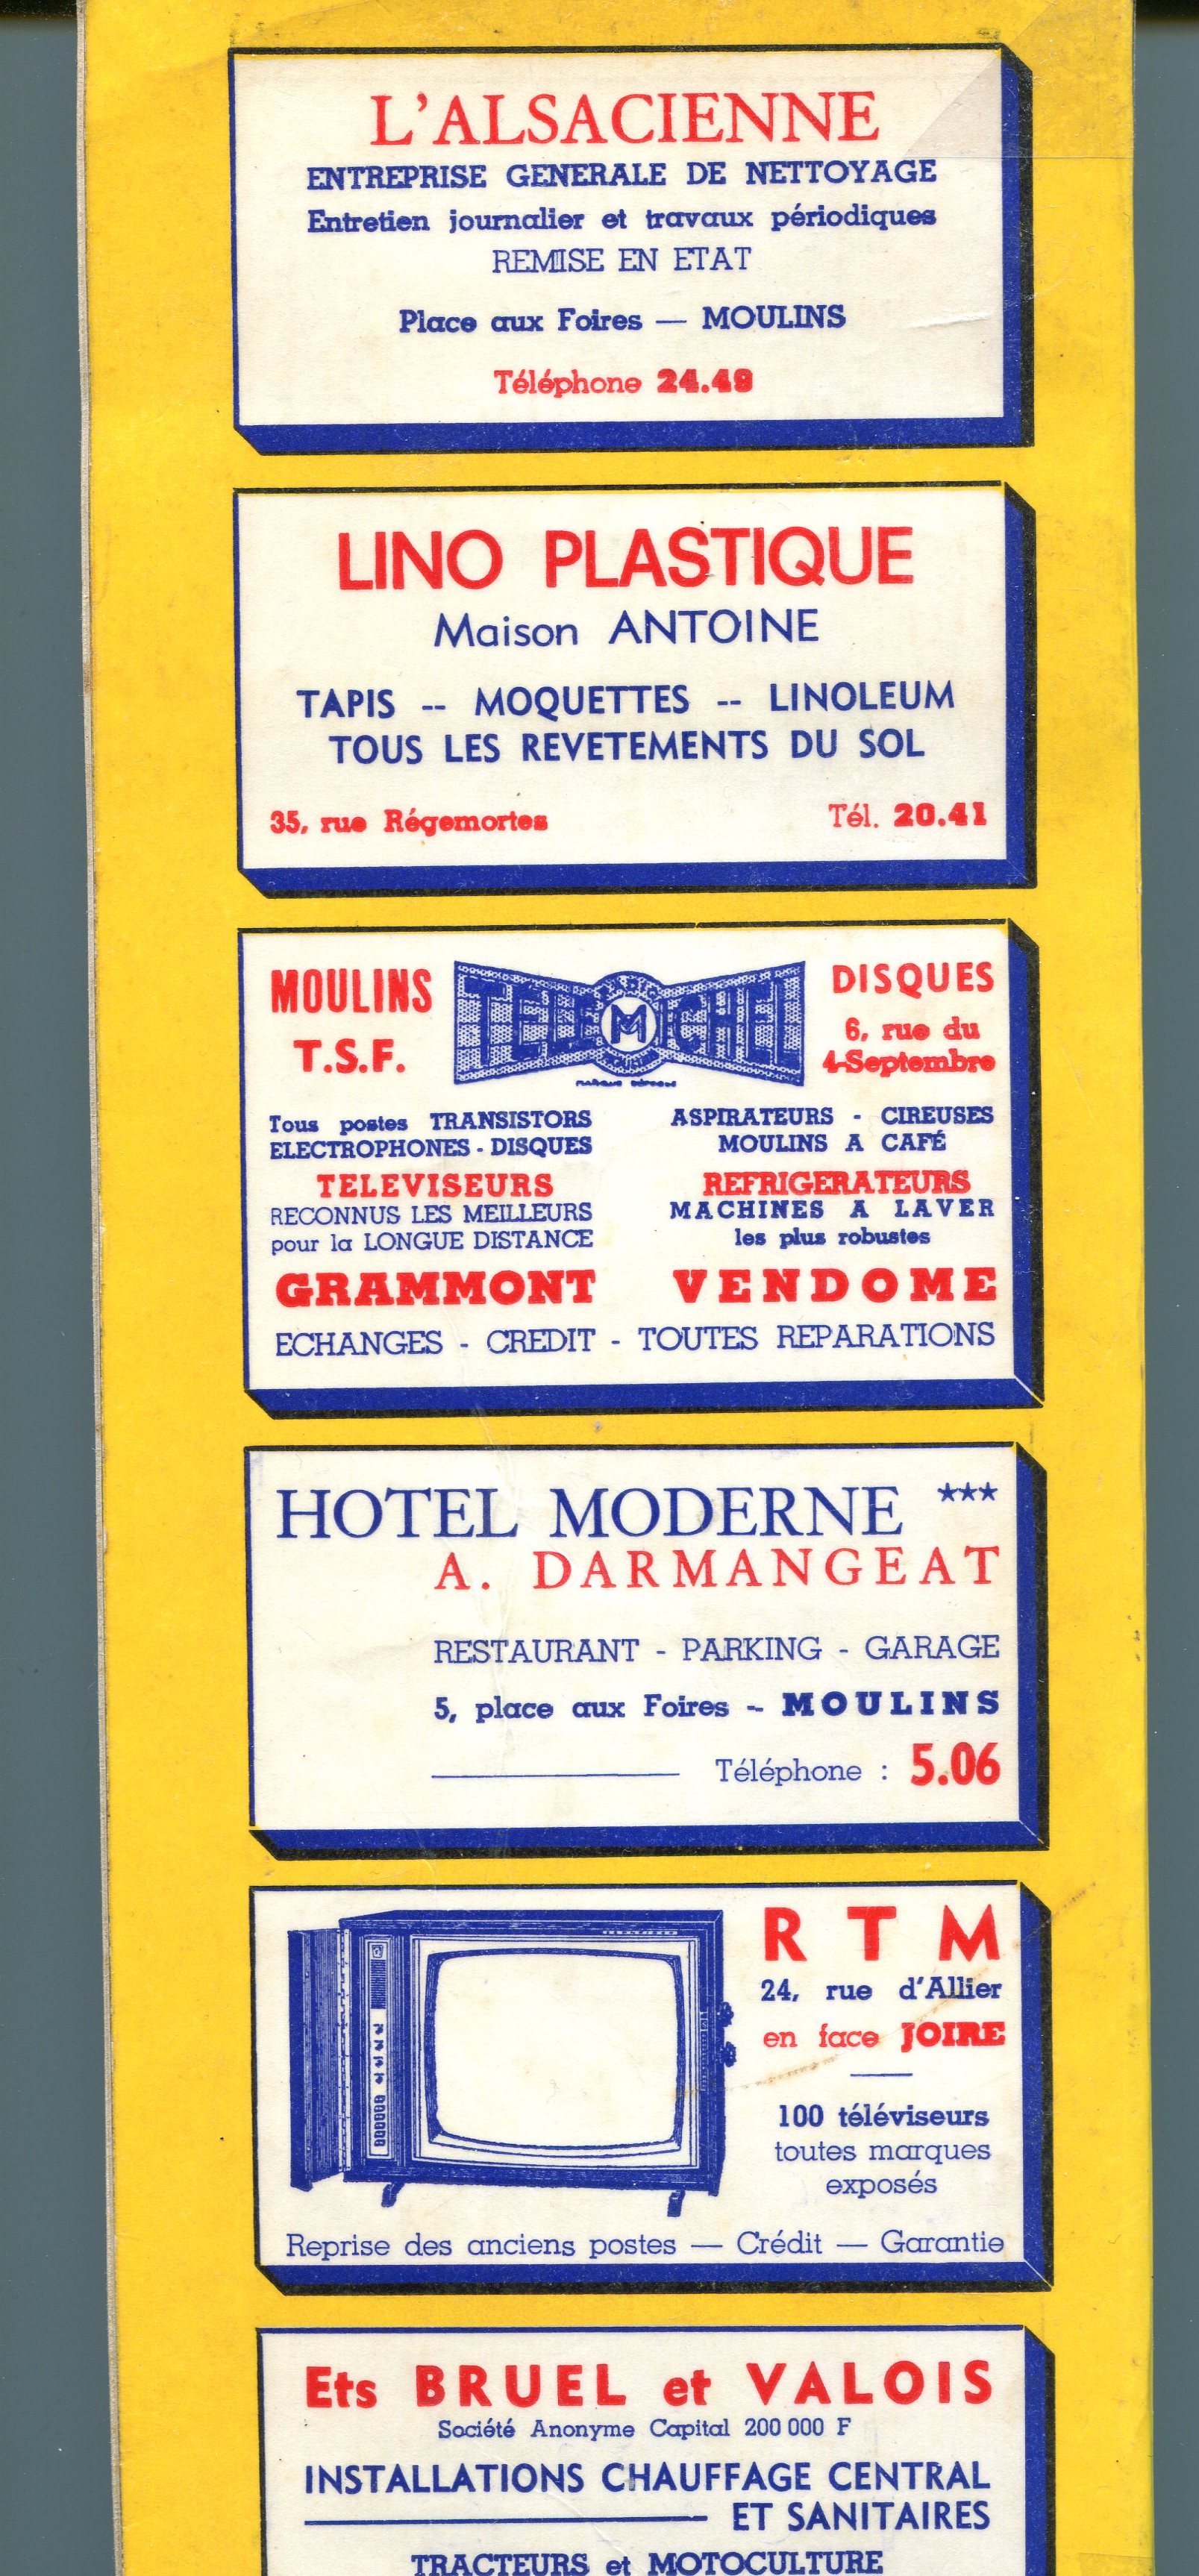 L'ALSACIENNE
ENTREPRISE GENERALE DE NETTOYAGE
Entretien journalier et travaux périodiques
REMISE EN ETAT
Place aux Foires — MOULINS
Téléphone 24.48
LINO PLASTIQUE
Maison ANTOINE
TAPIS -- MOQUETTES -- LINOLEUM
TOUS LES REVETEMENTS DU SOL
35, rue Régemortes Tél. 20.41
MOULINS
T.S.F.
TELE M ICHEL
DISQUES
6, rue du
4-Septembre
Tous postes TRANSISTORS
ELECTROPHONES - DISQUES
TELEVISEURS
RECONNUS LES MEILLEURS
pour la LONGUE DISTANCE
GRAMMONT
ASPIRATEURS - CIREUSES
MOULINS A CAFÉ
REFRIGERATEURS
MACHINES A LAVER
les plus robustes
VENDOME
ECHANGES - CREDIT - TOUTES REPARATIONS
HOTEL MODERNE ***
A. DARMANGEAT
RESTAURANT - PARKING - GARAGE
5, place aux Foires -- MOULINS
Téléphone : 5.06
R T M
24, rue d'Allier
en face JOIRE
100 téléviseurs
toutes marques
exposés
Reprise des anciens postes — Crédit — Garantie
Ets BRUEL et VALOIS
Société Anonyme Capital 200 000 F
INSTALLATIONS CHAUFFAGE CENTRAL
ET SANITAIRES
TRACTEURS et MOTOCULTURE